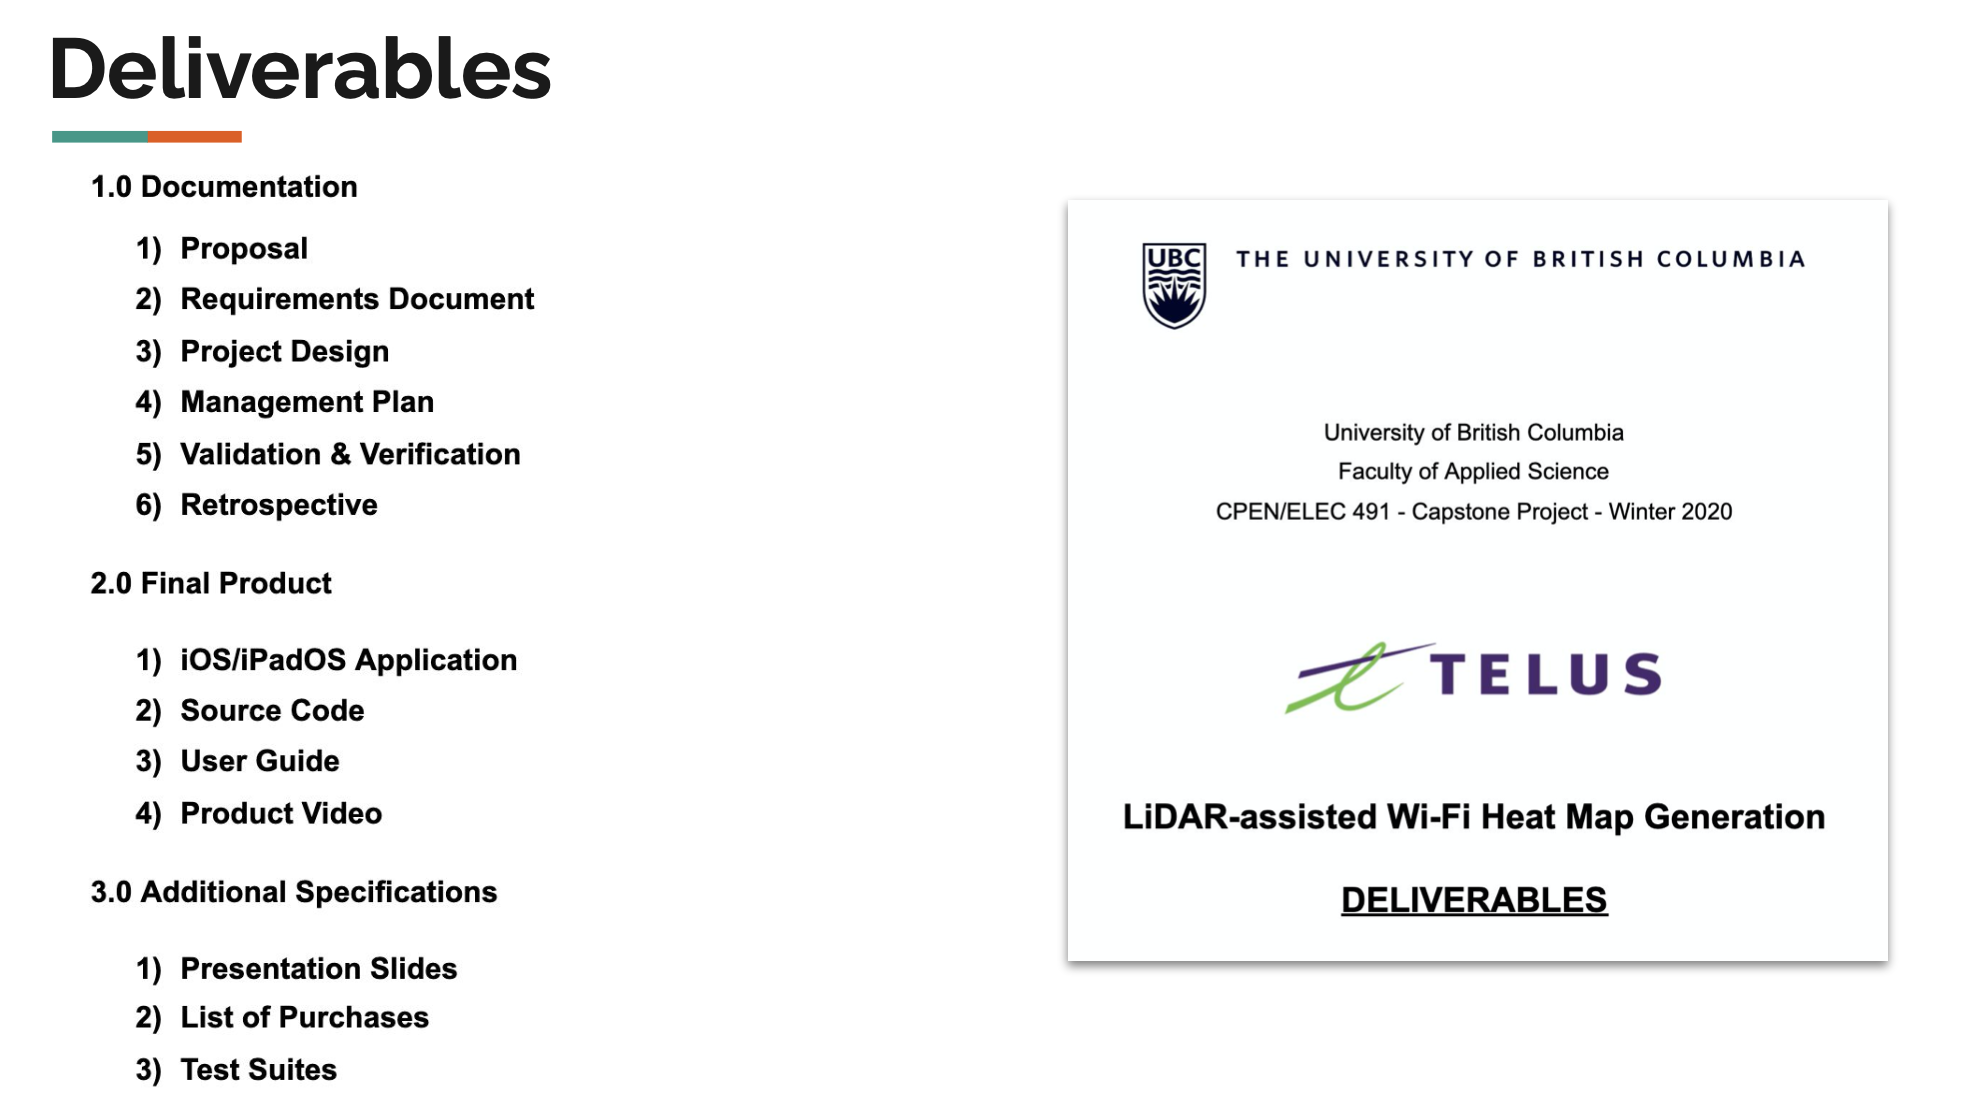 Deliverables
1.0 Documentation
1) Proposal
2) Requirements Document
3) Project Design
4) Management Plan
5) Validation & Verification
6) Retrospective
2.0 Final Product
1) iOS/iPadOS Application
2) Source Code
3) User Guide
4) Product Video
3.0 Additional Specifications
1) Presentation Slides
2) List of Purchases
3) Test Suites
UBC
THE UNIVERSITY OF BRITISH COLUMBIA
University of British Columbia
Faculty of Applied Science
CPEN/ELEC 491 - Capstone Project - Winter 2020
TELUS
LiDAR-assisted Wi-Fi Heat Map Generation
DELIVERABLES